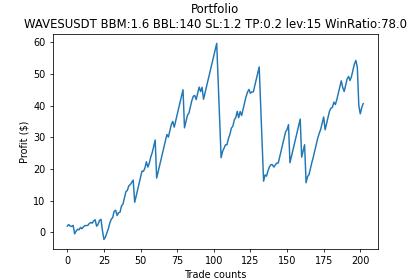 Portfolio
WAVESUSDT BBM:1.6 BBL:140 SL:1.2 TP:0.2 lev:15 WinRatio:78.0
60
50
40
30
20
10
0
Profit ($)
0 25 50 75 100 125 150 175 200
Trade counts